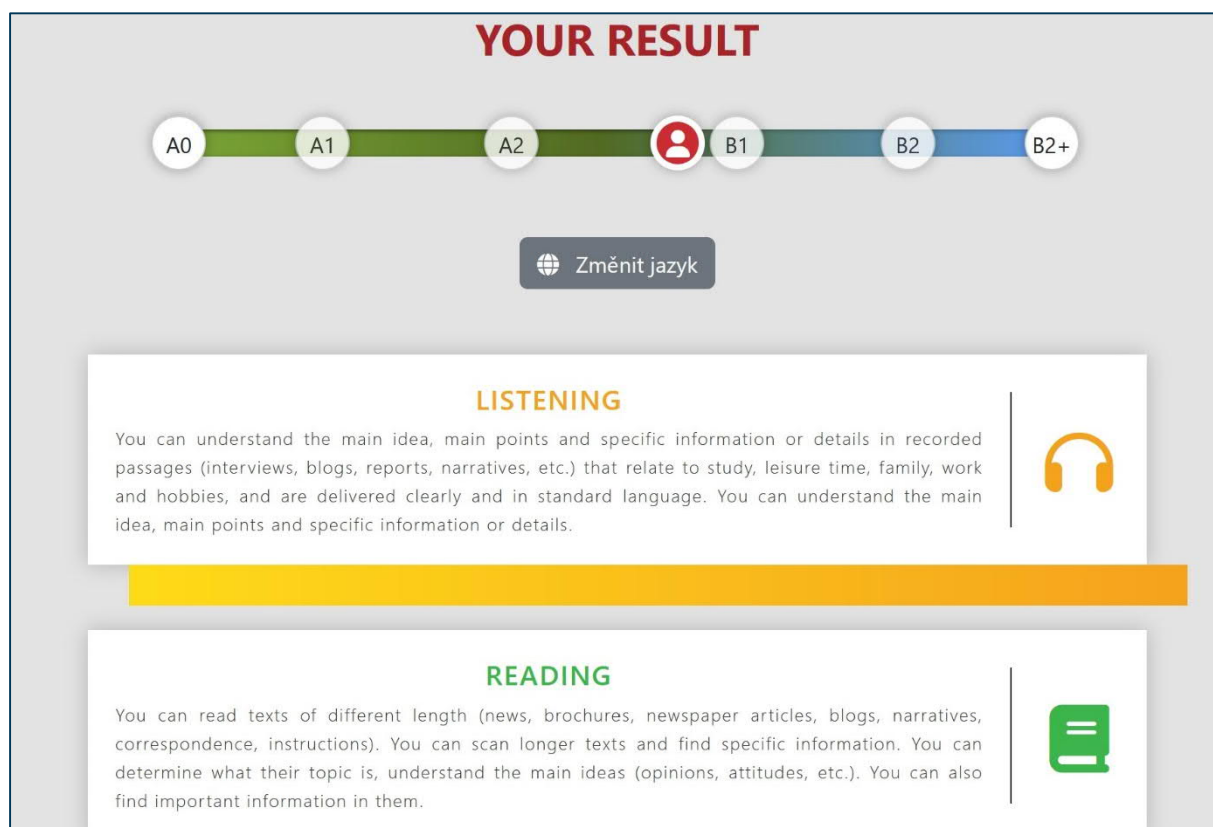 YOUR RESULT
A0 A1 A2 B1 B2 B2+
Změnit jazyk
LISTENING
You can understand the main idea, main points and specific information or details in recorded
passages (interviews, blogs, reports, narratives, etc.) that relate to study, leisure time, family, work
and hobbies, and are delivered clearly and in standard language. You can understand the main
idea, main points and specific information or details.
READING
You can read texts of different length (news, brochures, newspaper articles, blogs, narratives,
correspondence, instructions). You can scan longer texts and find specific information. You can
determine what their topic is, understand the main ideas (opinions, attitudes, etc.). You can also
find important information in them.